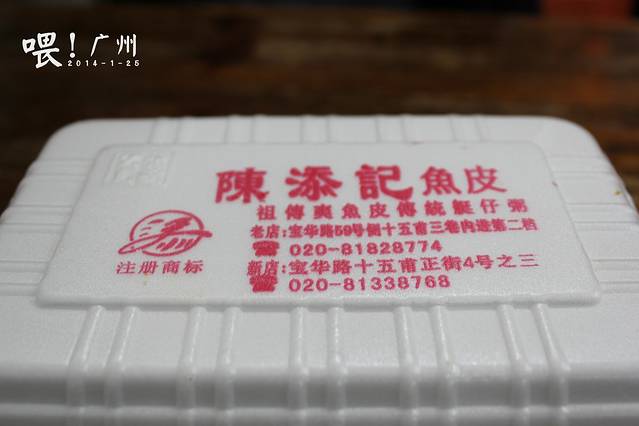 喂！广州
2014-1-25
陳添記魚皮
祖傳爽魚皮傳統艇仔粥
老店：宝华路59号侧十五甫三巷内进第二档
☎ 020-81828774
新店：宝华路十五甫正街4号之三
☎ 020-81338768
注册商标